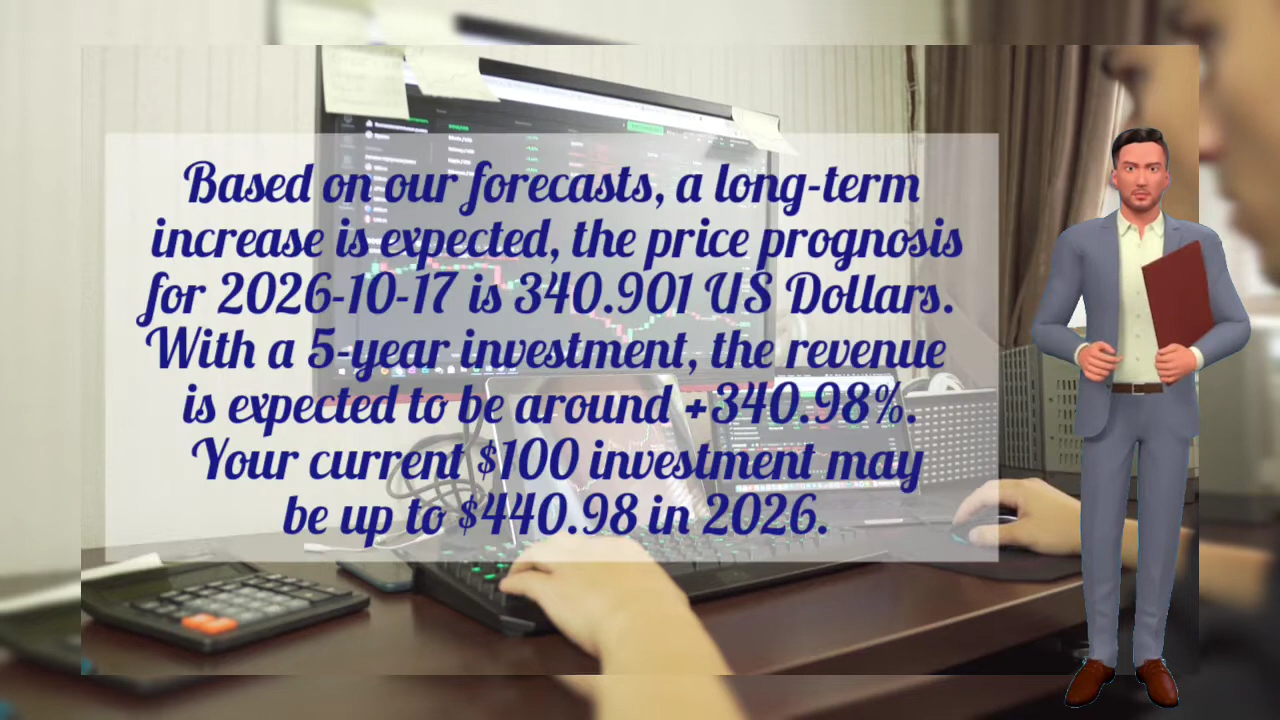 Based on our forecasts, a long-term
increase is expected, the price prognosis
for 2026-10-17 is 340.901 US Dollars.
With a 5-year investment, the revenue
is expected to be around +340.98%.
Your current $100 investment may
be up to $440.98 in 2026.